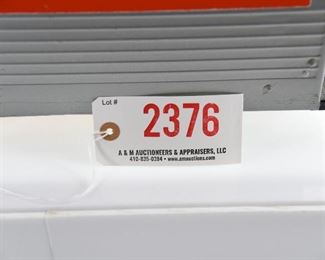 Lot #
2376
A & M AUCTIONEERS & APPRAISERS, LLC
410-835-0384 • www.amauctions.com